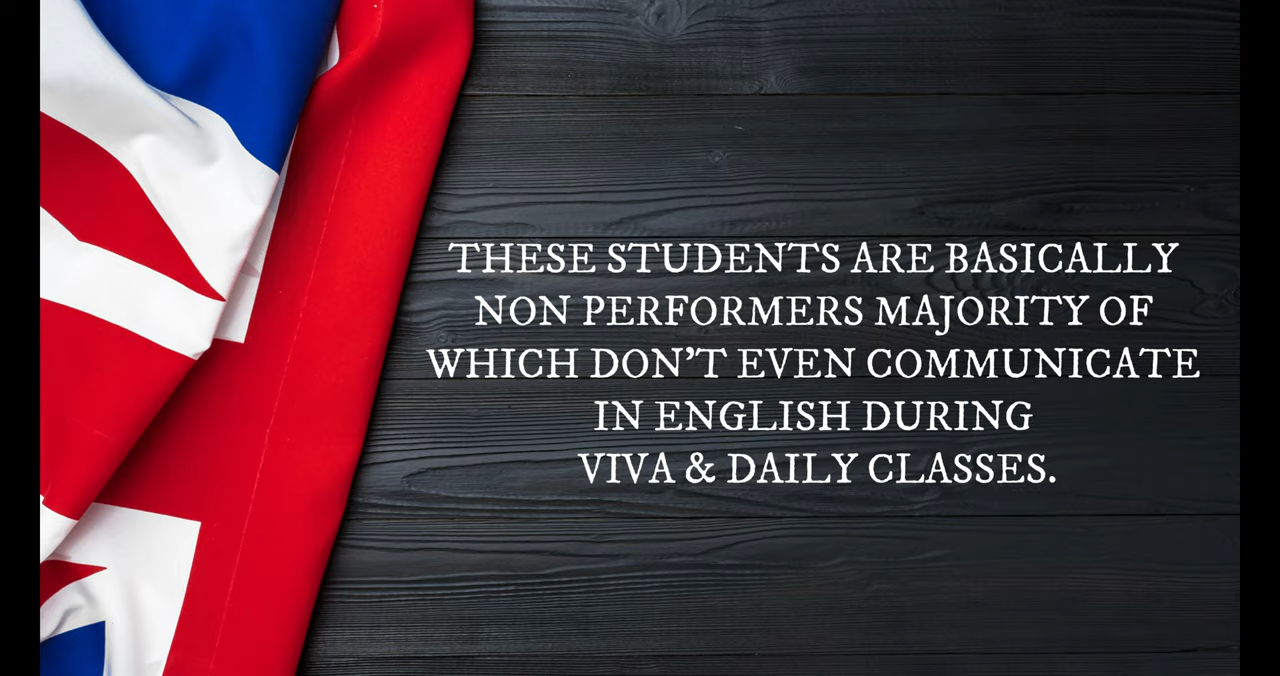 THESE STUDENTS ARE BASICALLY
NON PERFORMERS MAJORITY OF
WHICH DON'T EVEN COMMUNICATE
IN ENGLISH DURING
VIVA & DAILY CLASSES.